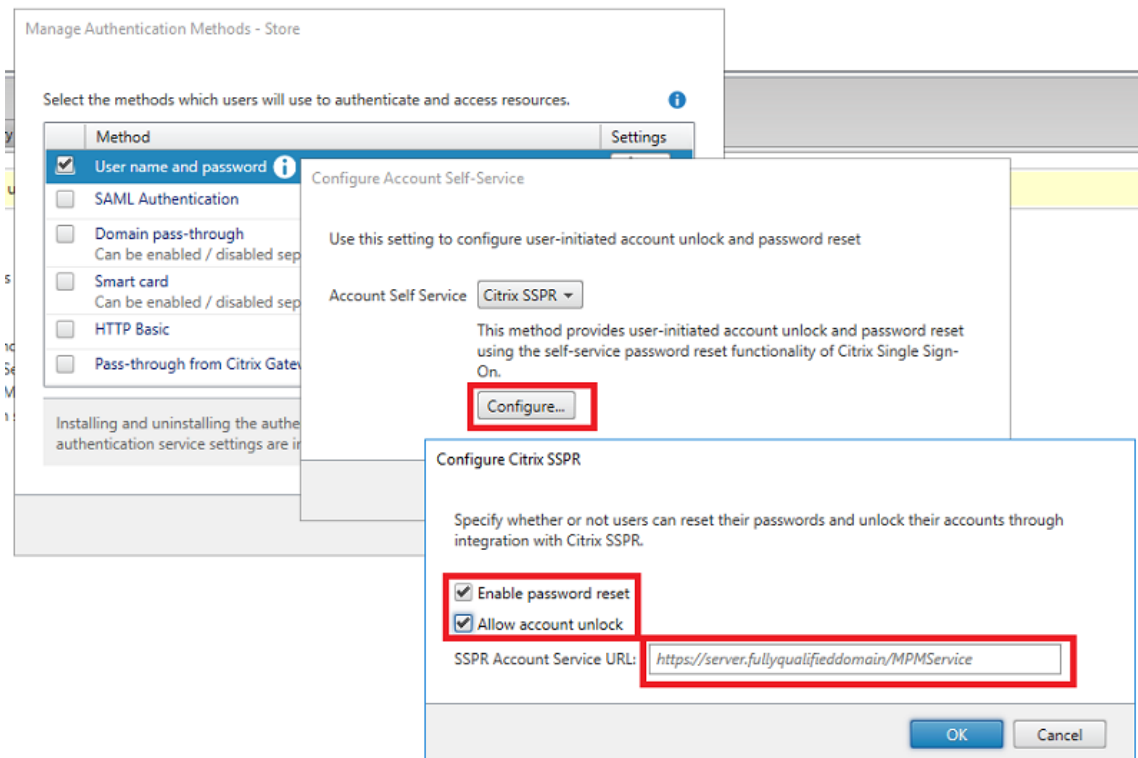 Manage Authentication Methods - Store
Select the methods which users will use to authenticate and access resources.
Method
Settings
User name and password
SAML Authentication
Domain pass-through
Can be enabled / disabled sep
Smart card
Can be enabled / disabled sep
HTTP Basic
Pass-through from Citrix Gatew
Installing and uninstalling the authe
authentication service settings are in
Configure Account Self-Service
Use this setting to configure user-initiated account unlock and password reset
Account Self Service
Citrix SSPR
This method provides user-initiated account unlock and password reset
using the self-service password reset functionality of Citrix Single Sign-
On.
Configure...
Configure Citrix SSPR
Specify whether or not users can reset their passwords and unlock their accounts through
integration with Citrix SSPR.
Enable password reset
Allow account unlock
SSPR Account Service URL:
https://server.fullyqualifieddomain/MPMService
OK
Cancel